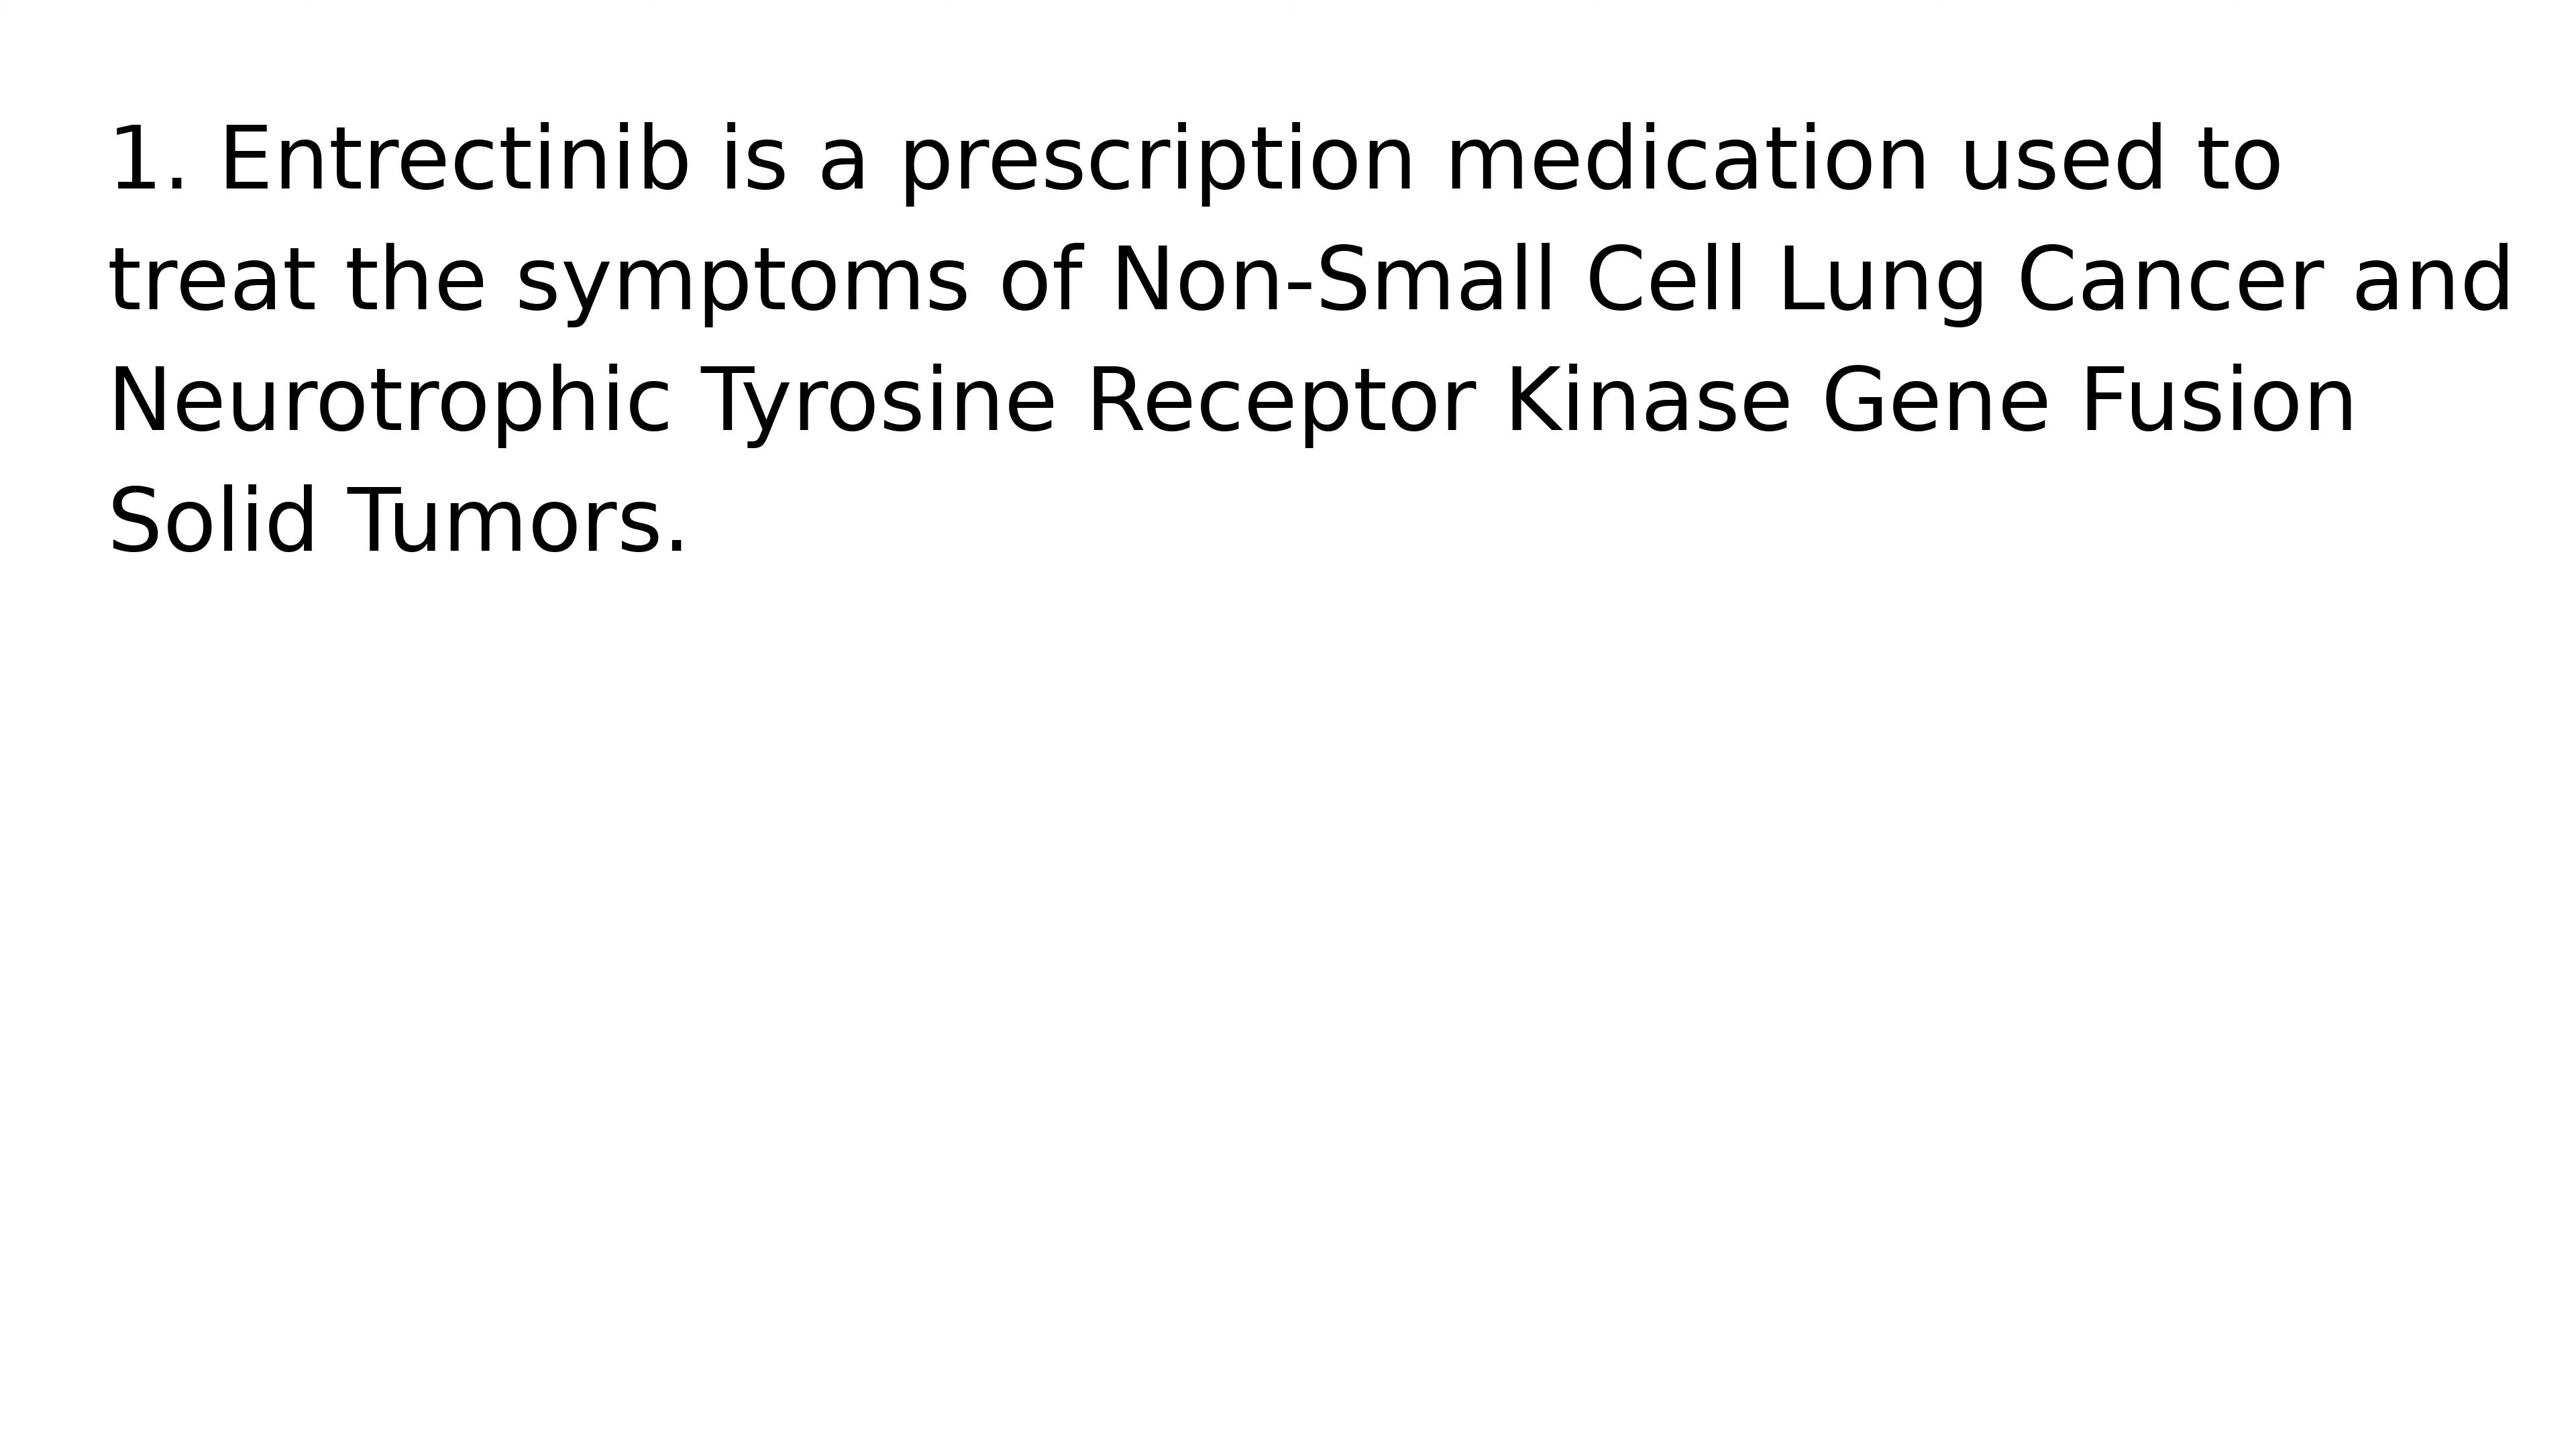 1. Entrectinib is a prescription medication used to
treat the symptoms of Non-Small Cell Lung Cancer and
Neurotrophic Tyrosine Receptor Kinase Gene Fusion
Solid Tumors.